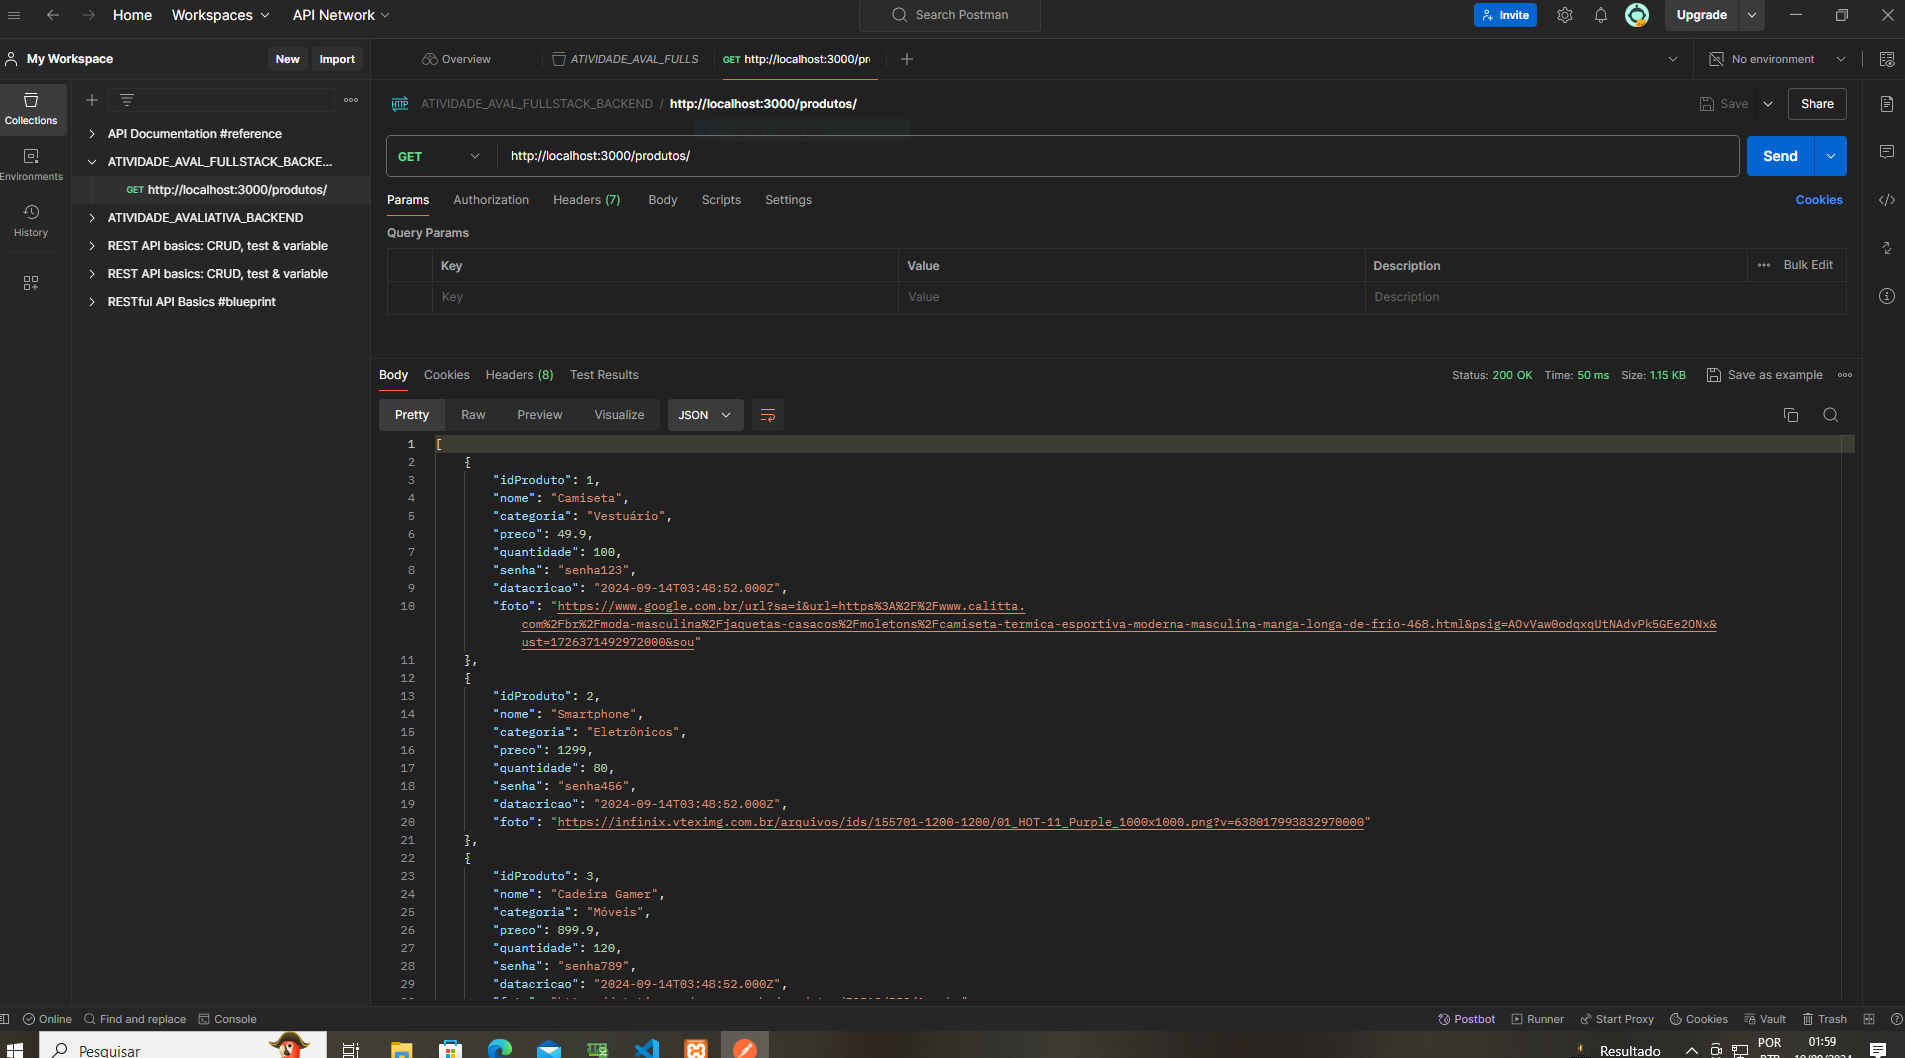 Home Workspaces API Network Search Postman Invite Upgrade
My Workspace New Import Overview ATIVIDADE_AVAL_FULLS GET http://localhost:3000/pr No environment
Collections
Environments
History
API Documentation #reference
ATIVIDADE_AVAL_FULLSTACK_BACKE...
GET http://localhost:3000/produtos/
ATIVIDADE_AVALIATIVA_BACKEND
REST API basics: CRUD, test & variable
REST API basics: CRUD, test & variable
RESTful API Basics #blueprint
HTTP ATIVIDADE_AVAL_FULLSTACK_BACKEND / http://localhost:3000/produtos/ Save Share
GET http://localhost:3000/produtos/ Send
Params Authorization Headers (7) Body Scripts Settings Cookies
Query Params
Key Value Description Bulk Edit
Key Value Description
Body Cookies Headers (8) Test Results Status: 200 OK Time: 50 ms Size: 1.15 KB Save as example
Pretty Raw Preview Visualize JSON
1 [
2 {
3 "idProduto": 1,
4 "nome": "Camiseta",
5 "categoria": "Vestuário",
6 "preco": 49.9,
7 "quantidade": 100,
8 "senha": "senha123",
9 "datacricao": "2024-09-14T03:48:52.000Z",
10 "foto": "https://www.google.com.br/url?sa=i&url=https%3A%2F%2Fwww.calitta.
com%2Fbr%2Fmoda-masculina%2Fjaquetas-casacos%2Fmoletons%2Fcamiseta-termica-esportiva-moderna-masculina-manga-longa-de-frio-468.html&psig=AOvVaw0odqxqUtNAdvPk5GEe2ONx&
ust=1726371492972000&sou"
11 },
12 {
13 "idProduto": 2,
14 "nome": "Smartphone",
15 "categoria": "Eletrônicos",
16 "preco": 1299,
17 "quantidade": 80,
18 "senha": "senha456",
19 "datacricao": "2024-09-14T03:48:52.000Z",
20 "foto": "https://infinix.vteximg.com.br/arquivos/ids/155701-1200-1200/01_HOT-11_Purple_1000x1000.png?v=638017993832970000"
21 },
22 {
23 "idProduto": 3,
24 "nome": "Cadeira Gamer",
25 "categoria": "Móveis",
26 "preco": 899.9,
27 "quantidade": 120,
28 "senha": "senha789",
29 "datacricao": "2024-09-14T03:48:52.000Z",
Online Find and replace Console Postbot Runner Start Proxy Cookies Vault Trash
Pesquisar Resultado POR 01:59